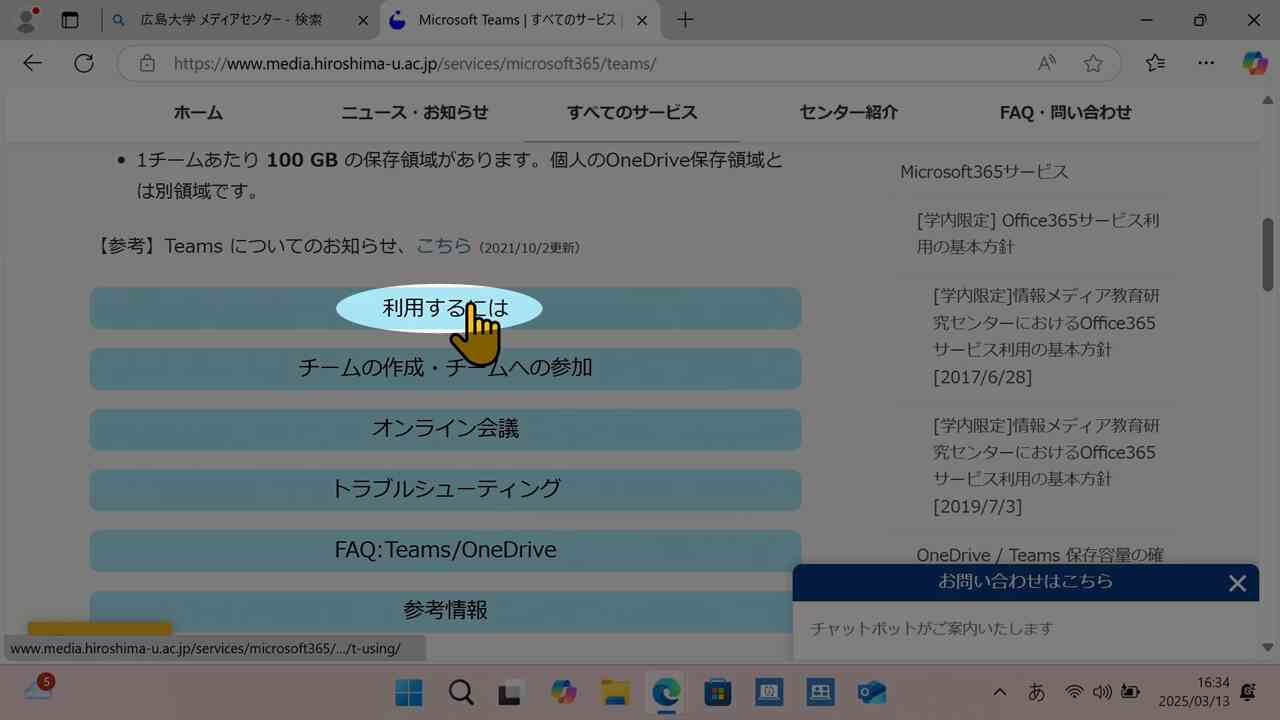 広島大学 メディアセンター - 検索
Microsoft Teams | すべてのサービス |
https://www.media.hiroshima-u.ac.jp/services/microsoft365/teams/
ホーム
ニュース・お知らせ
すべてのサービス
センター紹介
FAQ・問い合わせ
• 1チームあたり 100 GB の保存領域があります。個人のOneDrive保存領域と
は別領域です。
【参考】Teams についてのお知らせ、こちら（2021/10/2更新）
利用するには
チームの作成・チームへの参加
オンライン会議
トラブルシューティング
FAQ:Teams/OneDrive
参考情報
Microsoft365サービス
[学内限定] Office365サービス利
用の基本方針
[学内限定]情報メディア教育研
究センターにおけるOffice365
サービス利用の基本方針
[2017/6/28]
[学内限定]情報メディア教育研
究センターにおけるOffice365
サービス利用の基本方針
[2019/7/3]
OneDrive / Teams 保存容量の確
お問い合わせはこちら
チャットボットがご案内いたします
www.media.hiroshima-u.ac.jp/services/microsoft365/.../t-using/
5
あ
16:34
2025/03/13